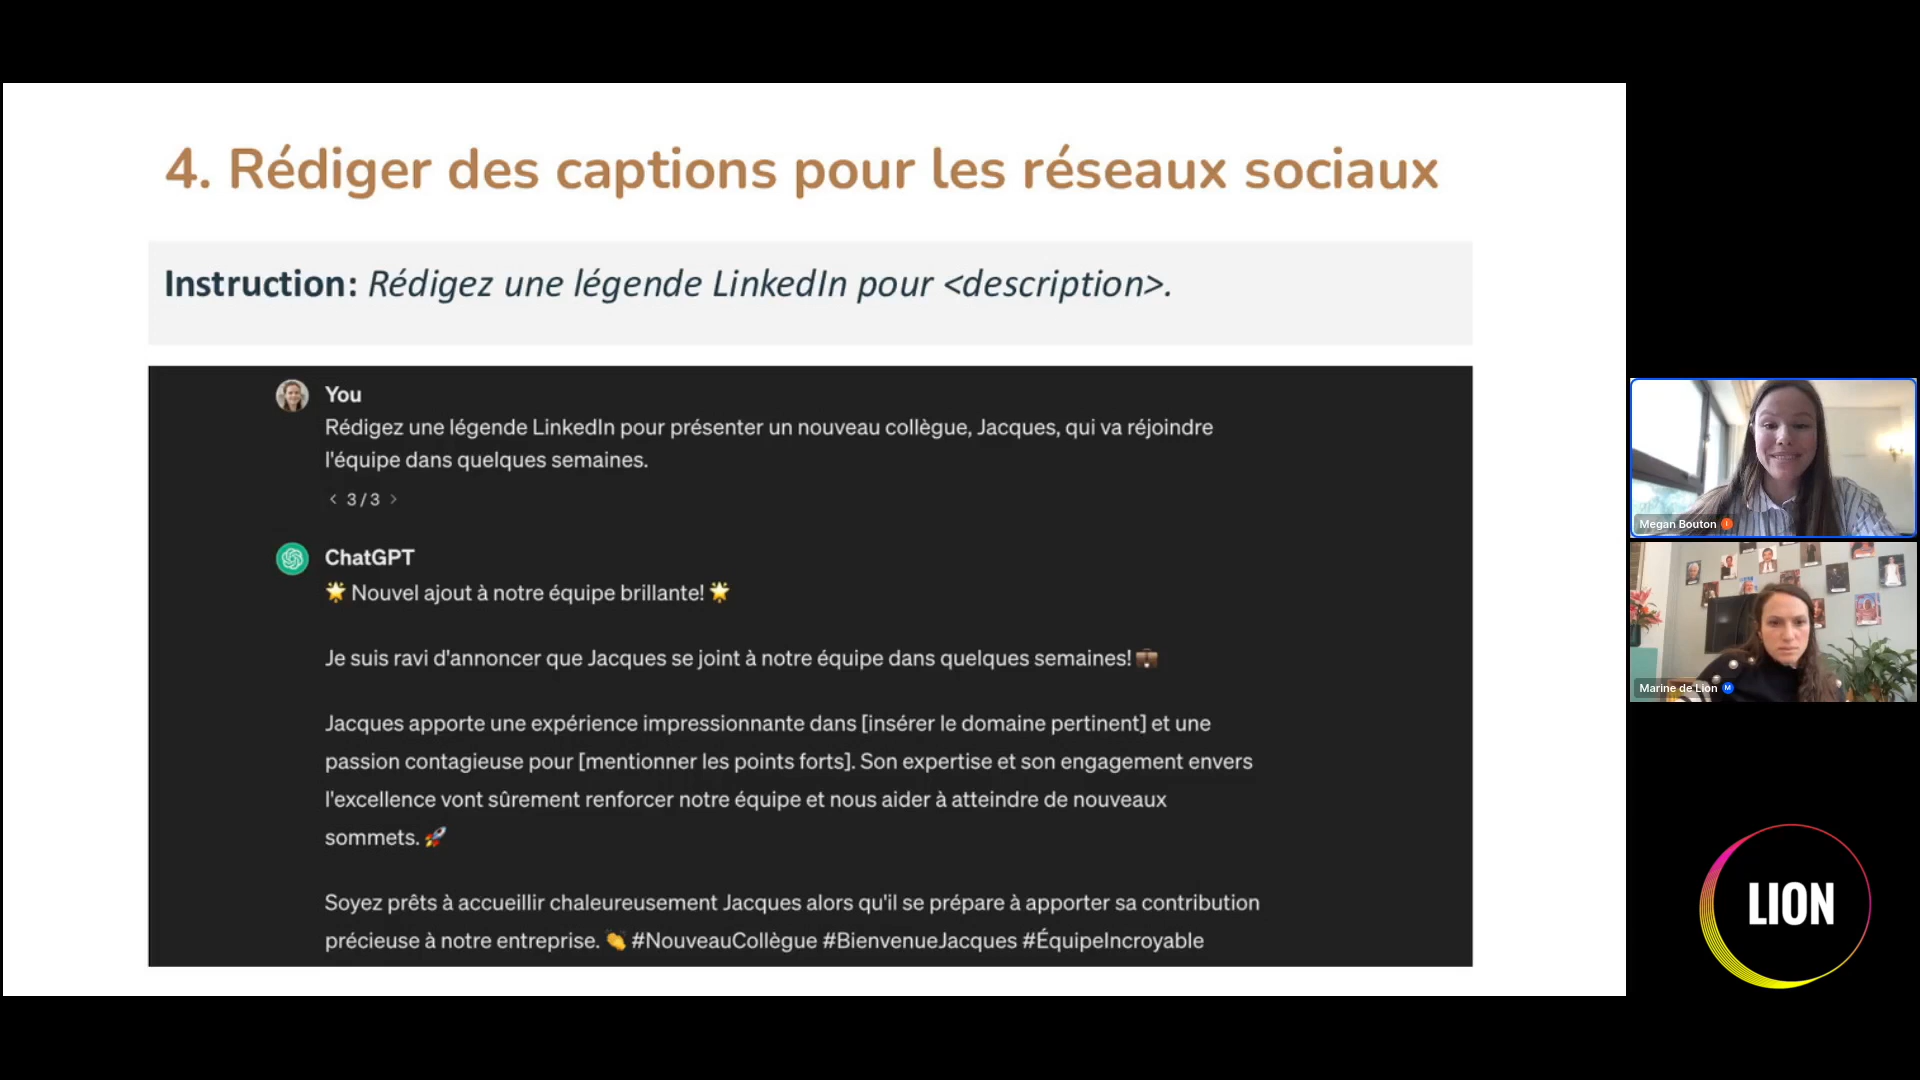 4. Rédiger des captions pour les réseaux sociaux
Instruction: Rédigez une légende LinkedIn pour <description>.
You
Rédigez une légende LinkedIn pour présenter un nouveau collègue, Jacques, qui va réjoindre
l'équipe dans quelques semaines.
< 3/3 >
ChatGPT
🌟 Nouvel ajout à notre équipe brillante! 🌟
Je suis ravi d'annoncer que Jacques se joint à notre équipe dans quelques semaines! 💼
Jacques apporte une expérience impressionnante dans [insérer le domaine pertinent] et une
passion contagieuse pour [mentionner les points forts]. Son expertise et son engagement envers
l'excellence vont sûrement renforcer notre équipe et nous aider à atteindre de nouveaux
sommets. 🚀
Soyez prêts à accueillir chaleureusement Jacques alors qu'il se prépare à apporter sa contribution
précieuse à notre entreprise. 👏 #NouveauCollègue #BienvenueJacques #ÉquipeIncroyable
Megan Bouton
Marine de Lion M
LION